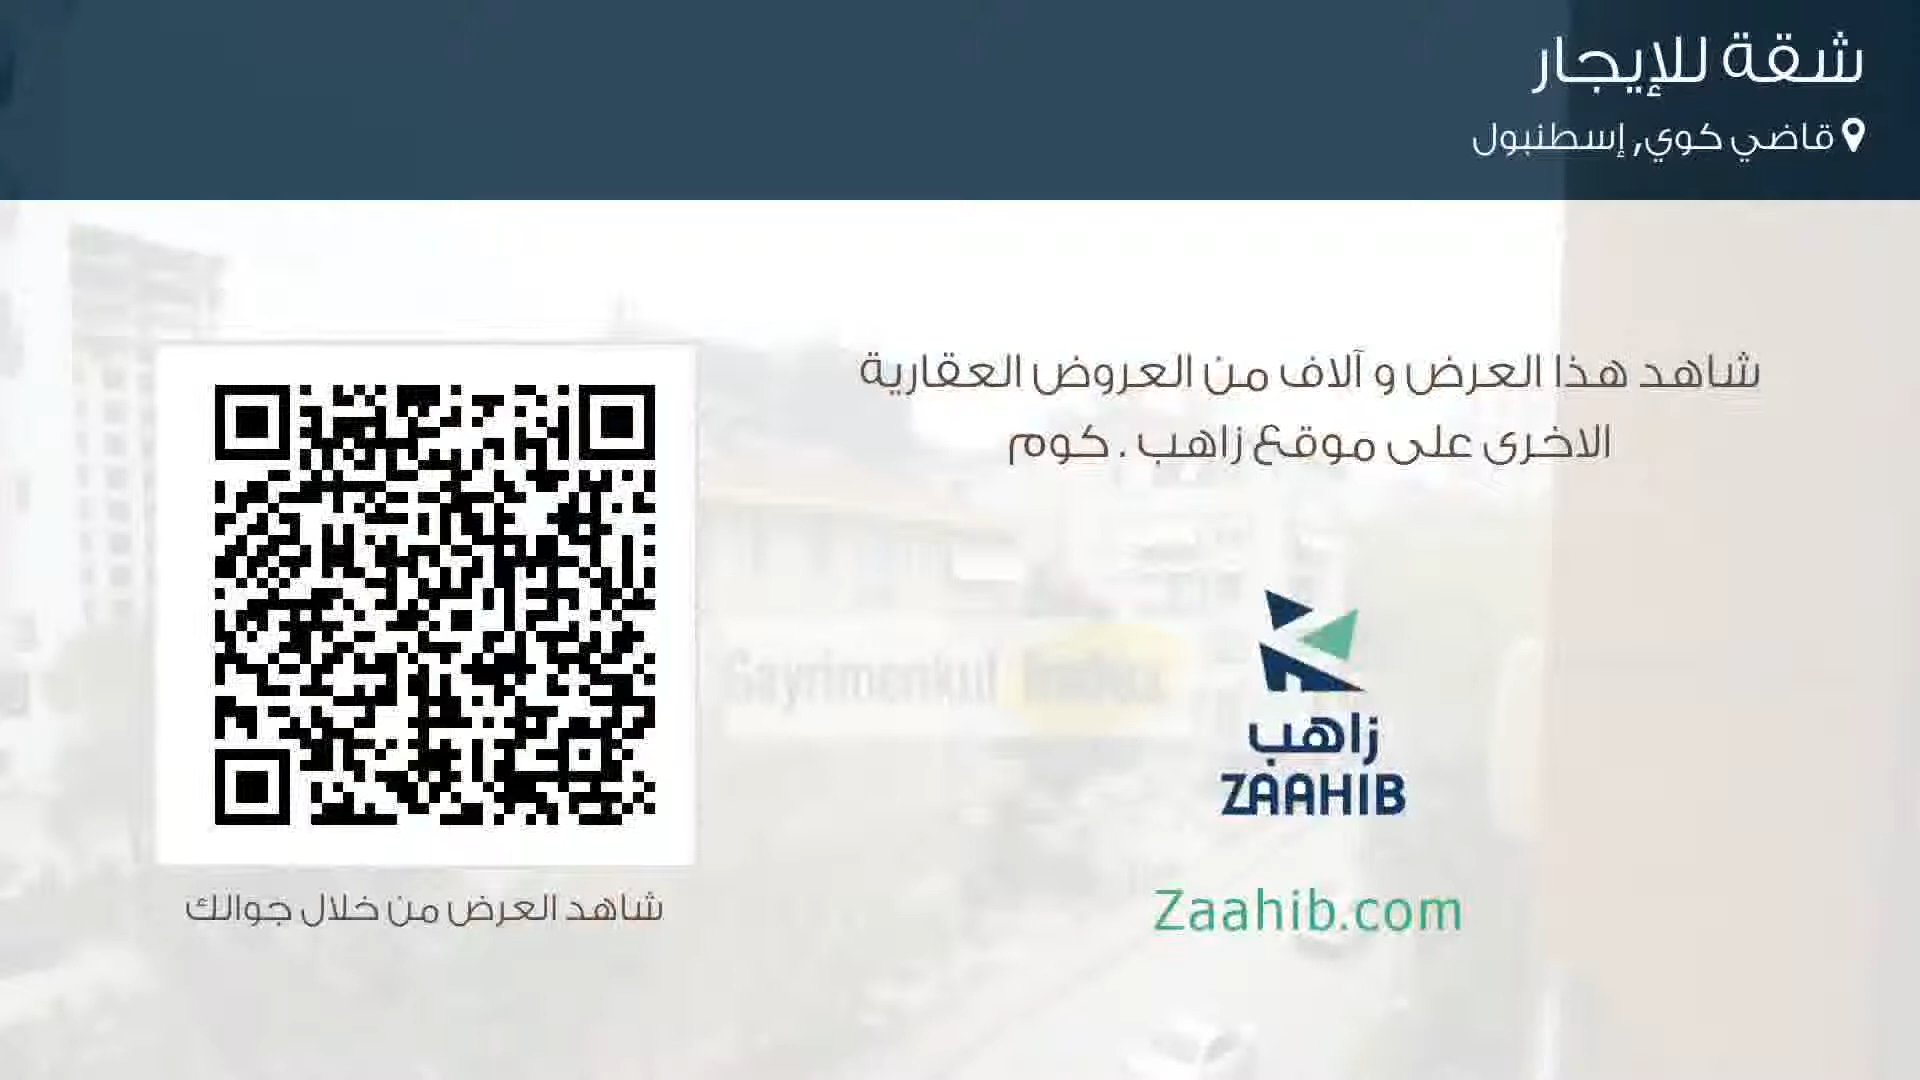 شقة للإيجار
قاضي كوي, إسطنبول
شاهد هذا العرض و آلاف من العروض العقارية
الاخرى على موقع زاهب . كوم
Gayrimenkul
زاهب
ZAAHIB
Zaahib.com
شاهد العرض من خلال جوالك